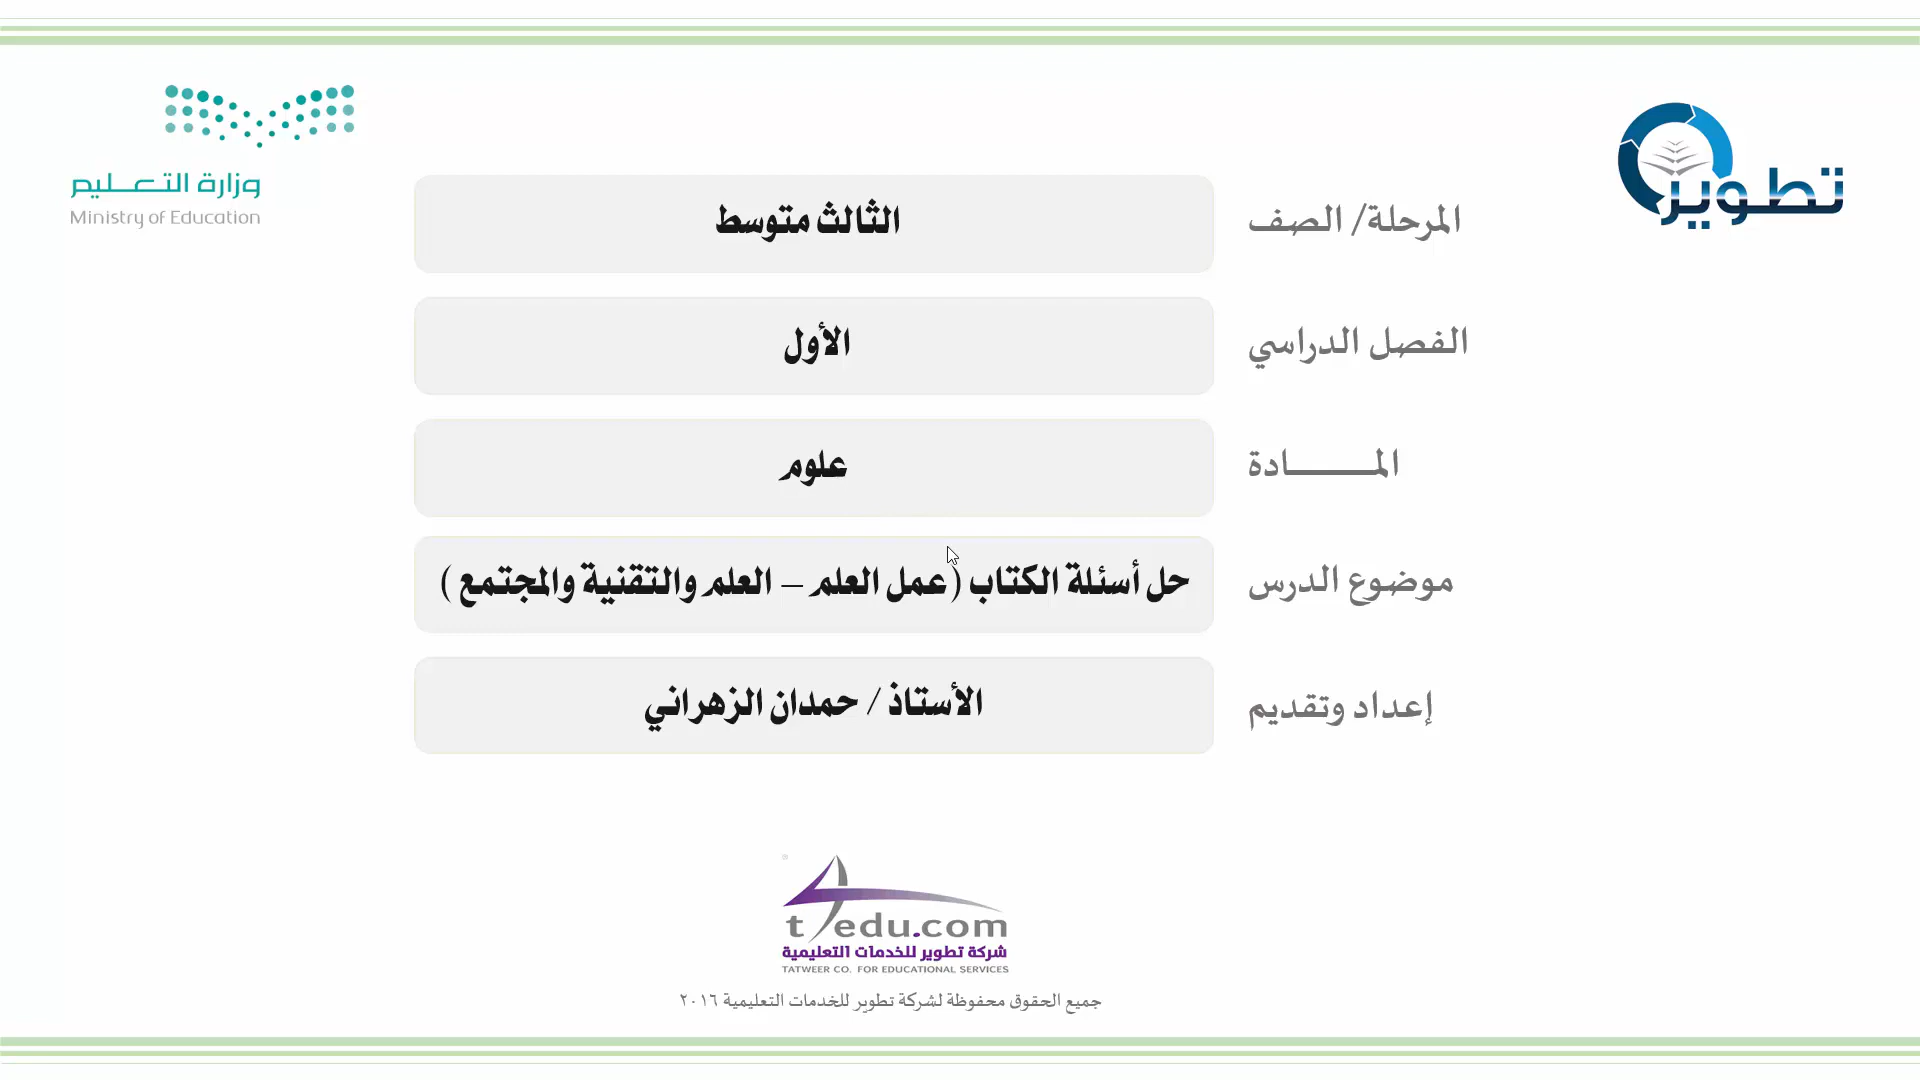 وزارة التعليم
Ministry of Education
تطوير
المرحلة/ الصف
الثالث متوسط
الفصل الدراسي
الأول
المادة
علوم
موضوع الدرس
حل أسئلة الكتاب (عمل العلم – العلم والتقنية والمجتمع )
إعداد وتقديم
الأستاذ / حمدان الزهراني
t4edu.com
شركة تطوير للخدمات التعليمية
TATWEER CO. FOR EDUCATIONAL SERVICES
جميع الحقوق محفوظة لشركة تطوير للخدمات التعليمية ٢٠١٦